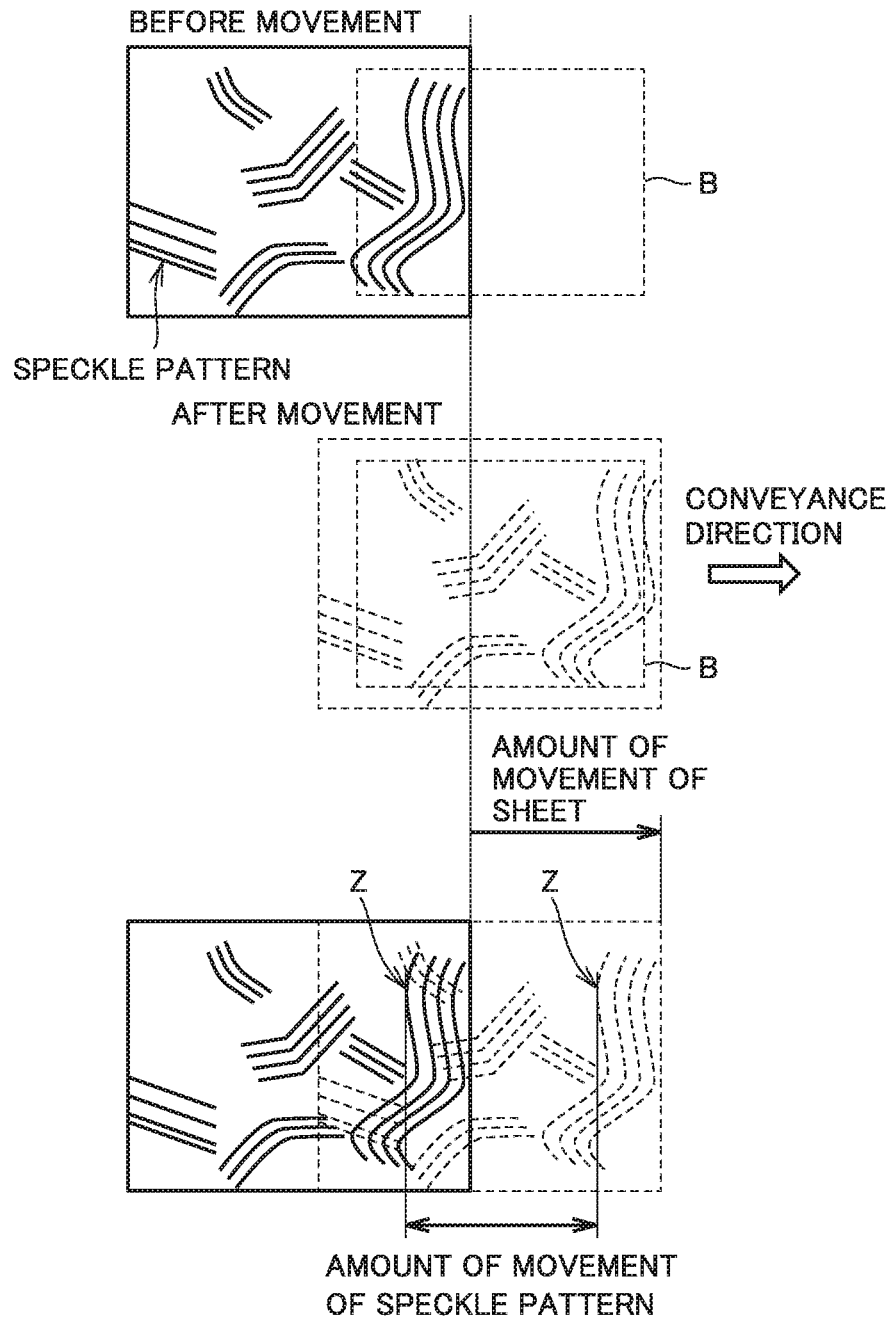 BEFORE MOVEMENT
B
SPECKLE PATTERN
AFTER MOVEMENT
CONVEYANCE
DIRECTION
B
AMOUNT OF
MOVEMENT OF
SHEET
Z
Z
AMOUNT OF MOVEMENT
OF SPECKLE PATTERN